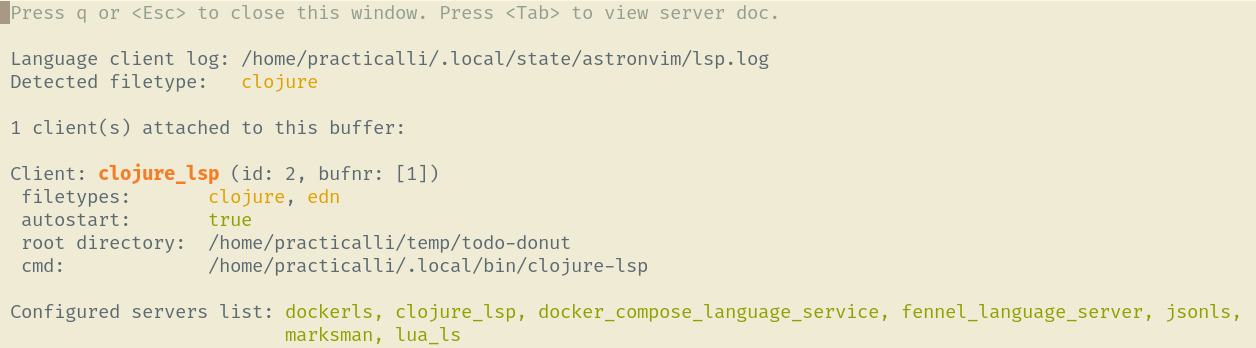 Press q or <Esc> to close this window. Press <Tab> to view server doc.
Language client log: /home/practicalli/.local/state/astronvim/lsp.log
Detected filetype:   clojure
1 client(s) attached to this buffer:
Client: clojure_lsp (id: 2, bufnr: [1])
filetypes:       clojure, edn
autostart:       true
root directory:  /home/practicalli/temp/todo-donut
cmd:             /home/practicalli/.local/bin/clojure-lsp
Configured servers list: dockerls, clojure_lsp, docker_compose_language_service, fennel_language_server, jsonls,
marksman, lua_ls